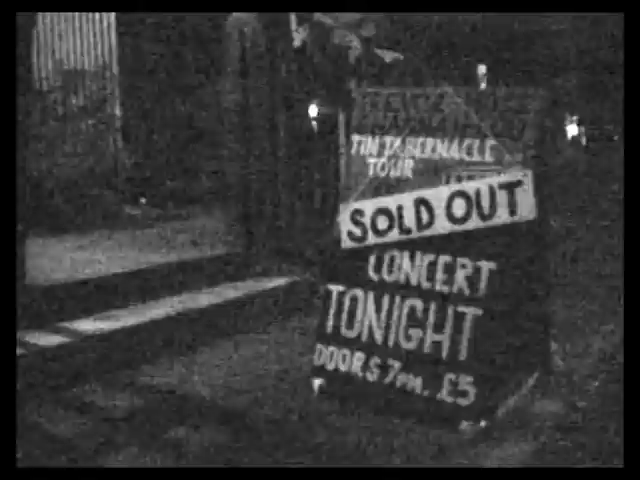 TIN TABERNACLE
TOUR
SOLD OUT
CONCERT
TONIGHT
DOORS 7PM. £5